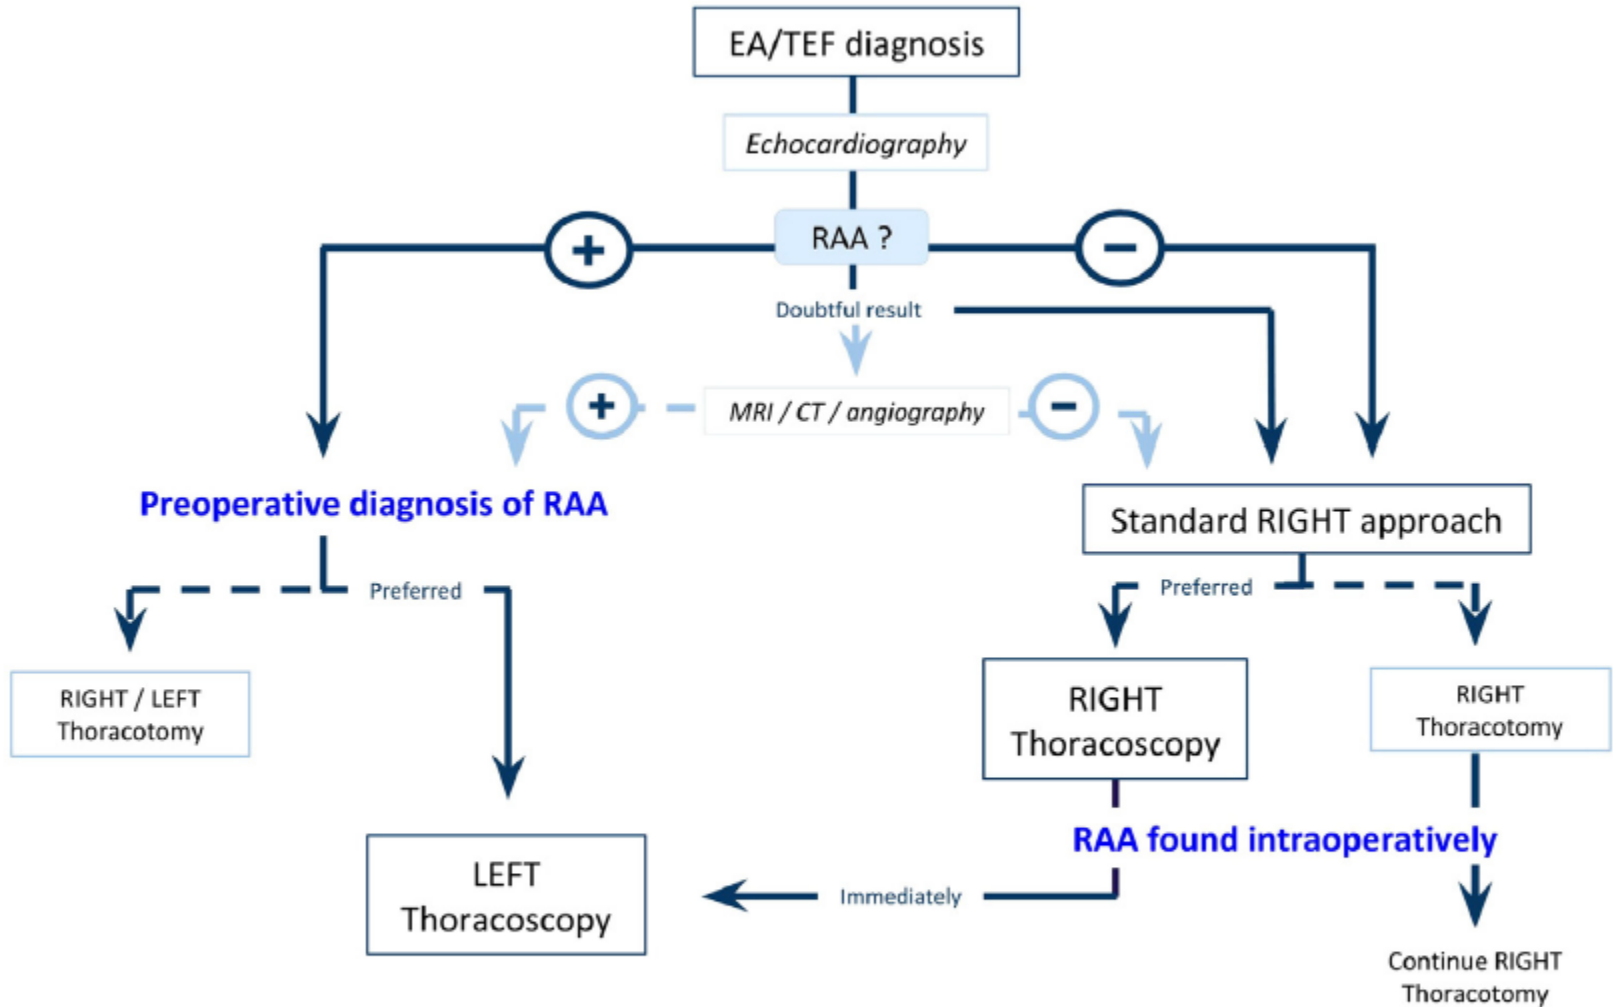 EA/TEF diagnosis
Echocardiography
RAA ?
+
−
Doubtful result
+
MRI / CT / angiography
−
Preoperative diagnosis of RAA
Standard RIGHT approach
Preferred
Preferred
RIGHT / LEFT
Thoracotomy
RIGHT
Thoracoscopy
RIGHT
Thoracotomy
RAA found intraoperatively
LEFT
Thoracoscopy
Immediately
Continue RIGHT
Thoracotomy